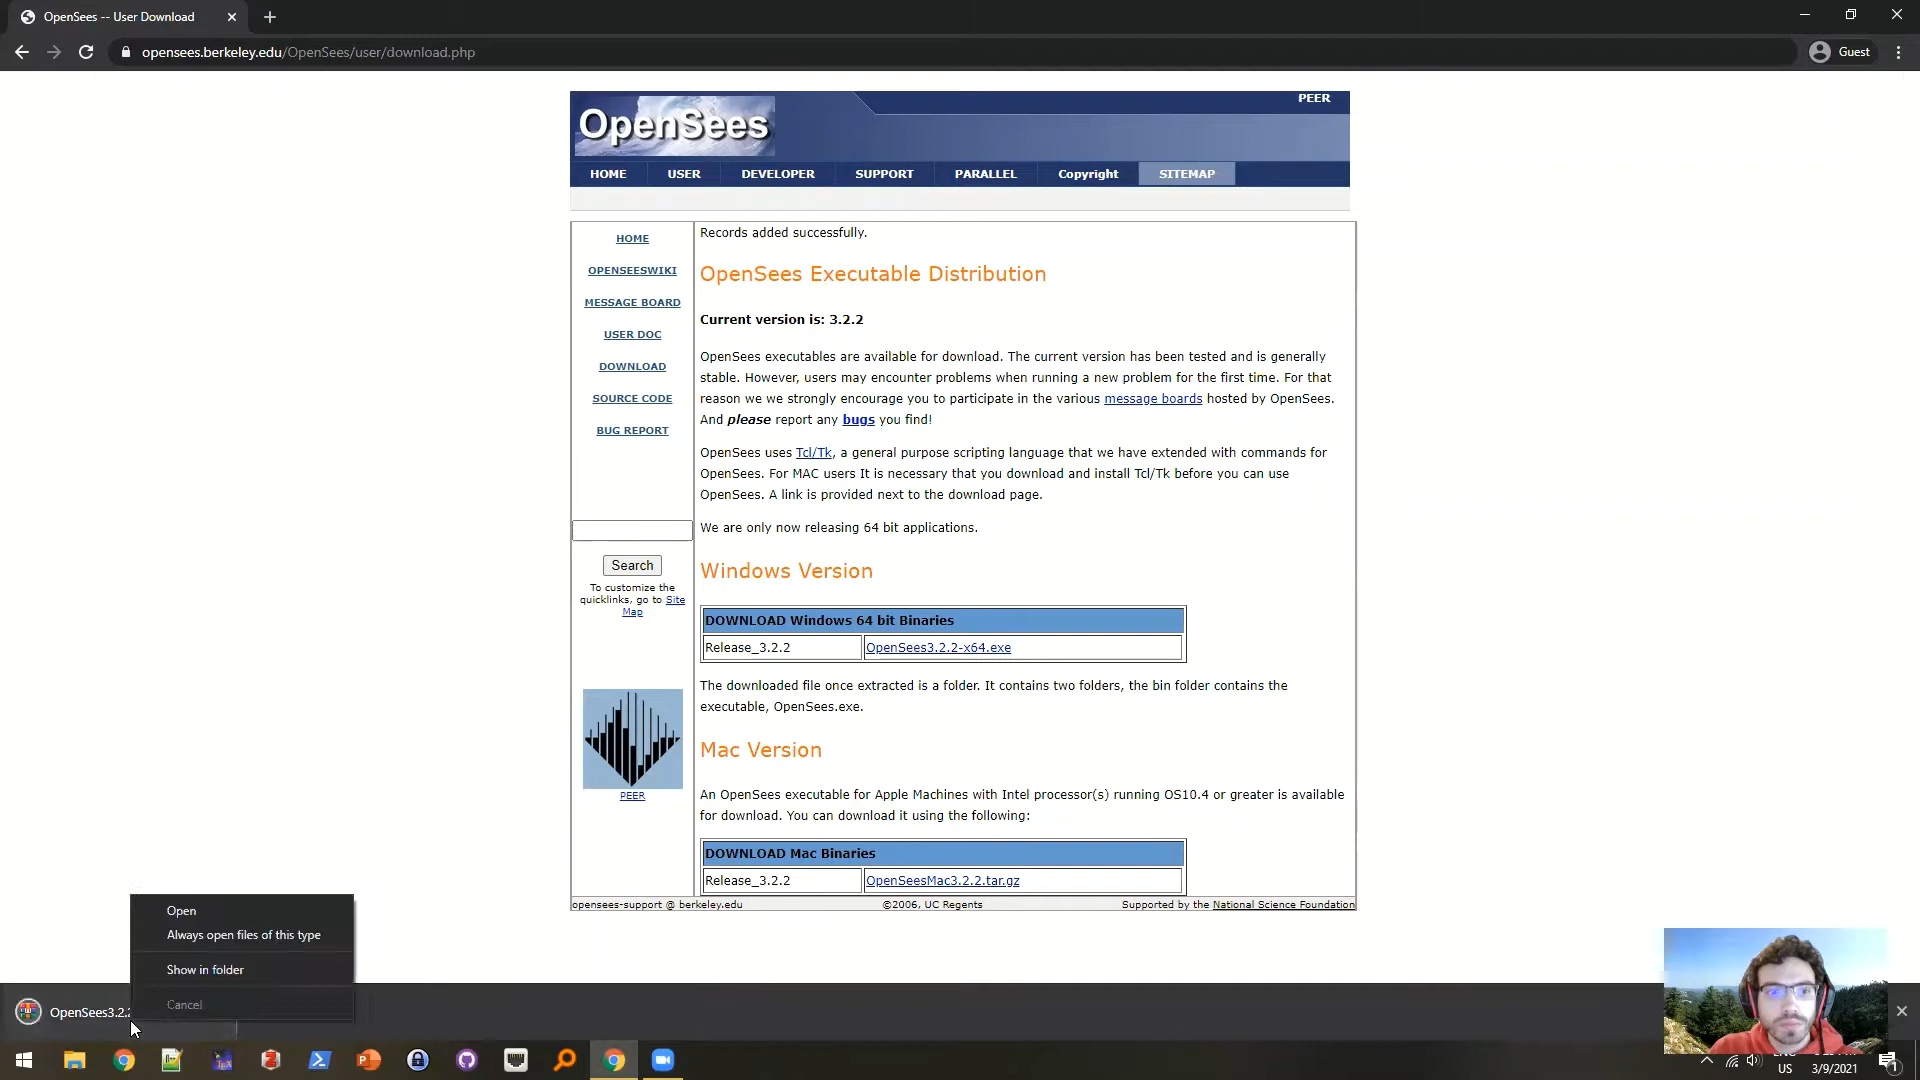 OpenSees -- User Download
opensees.berkeley.edu/OpenSees/user/download.php
Guest
PEER
OpenSees
HOME USER DEVELOPER SUPPORT PARALLEL Copyright SITEMAP
HOME
OPENSEESWIKI
MESSAGE BOARD
USER DOC
DOWNLOAD
SOURCE CODE
BUG REPORT
Search
To customize the
quicklinks, go to Site
Map
PEER
Records added successfully.
OpenSees Executable Distribution
Current version is: 3.2.2
OpenSees executables are available for download. The current version has been tested and is generally
stable. However, users may encounter problems when running a new problem for the first time. For that
reason we we strongly encourage you to participate in the various message boards hosted by OpenSees.
And please report any bugs you find!
OpenSees uses Tcl/Tk, a general purpose scripting language that we have extended with commands for
OpenSees. For MAC users It is necessary that you download and install Tcl/Tk before you can use
OpenSees. A link is provided next to the download page.
We are only now releasing 64 bit applications.
Windows Version
DOWNLOAD Windows 64 bit Binaries
Release_3.2.2 OpenSees3.2.2-x64.exe
The downloaded file once extracted is a folder. It contains two folders, the bin folder contains the
executable, OpenSees.exe.
Mac Version
An OpenSees executable for Apple Machines with Intel processor(s) running OS10.4 or greater is available
for download. You can download it using the following:
DOWNLOAD Mac Binaries
Release_3.2.2 OpenSeesMac3.2.2.tar.gz
opensees-support @ berkeley.edu ©2006, UC Regents Supported by the National Science Foundation
Open
Always open files of this type
Show in folder
Cancel
OpenSees3.2.2
US 3/9/2021
1